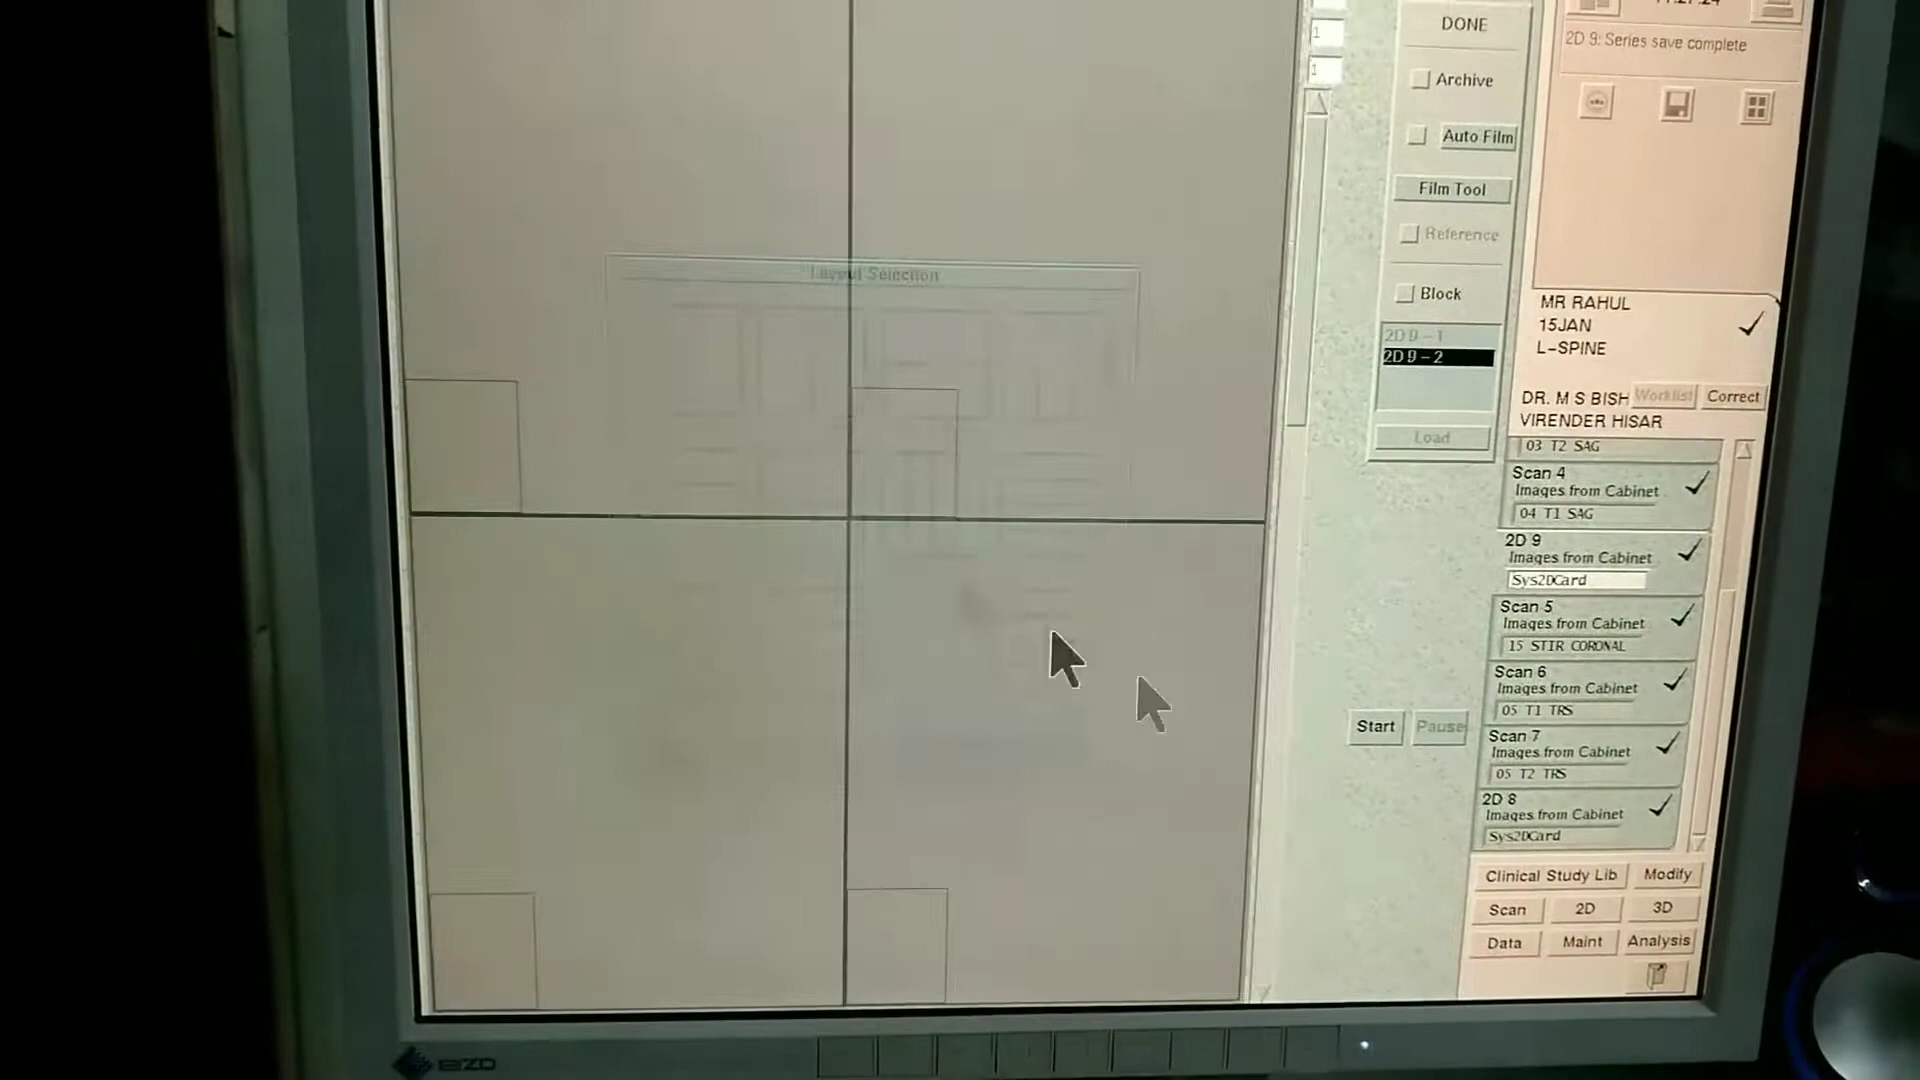 DONE
2D 9: Series save complete
1
1
Archive
Auto Film
Film Tool
Reference
Layout Selection
Block
MR RAHUL
15JAN
L-SPINE
2D 9 - 1
2D 9 - 2
DR. M S BISH
Worklist
Correct
VIRENDER HISAR
Load
03 T2 SAG
Scan 4
Images from Cabinet
04 T1 SAG
2D 9
Images from Cabinet
Sys2DCard
Scan 5
Images from Cabinet
15 STIR CORONAL
Scan 6
Images from Cabinet
05 T1 TRS
Start
Pause
Scan 7
Images from Cabinet
05 T2 TRS
2D 8
Images from Cabinet
Sys2DCard
Clinical Study Lib
Modify
Scan
2D
3D
Data
Maint
Analysis
EIZO